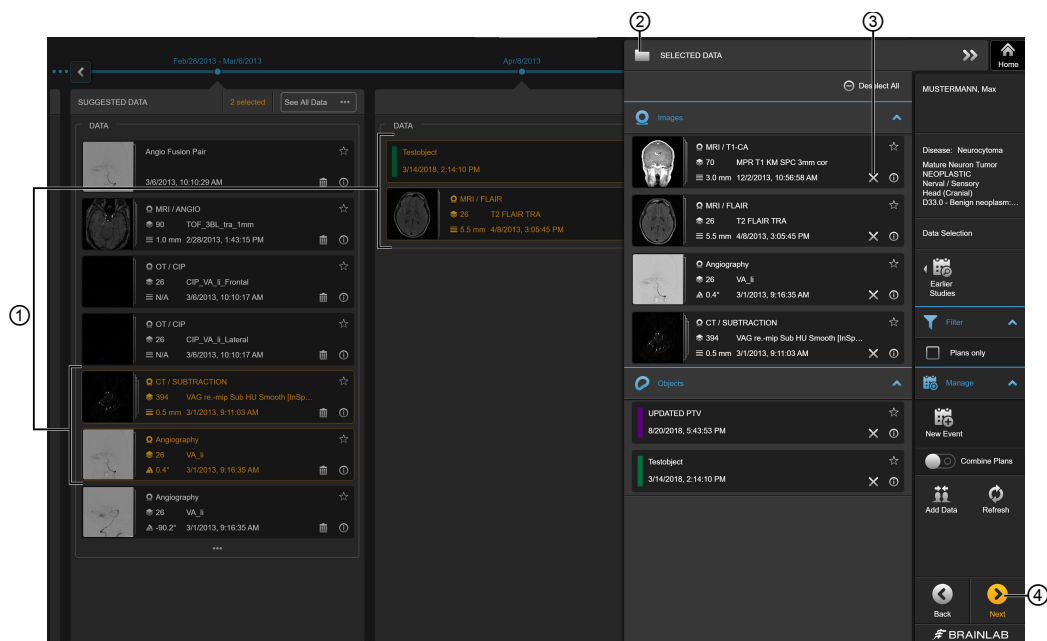 ②
③
Feb/28/2013 - Mar/6/2013
Apr/8/2013
SELECTED DATA
Home
SUGGESTED DATA
2 selected
See All Data
Deselect All
MUSTERMANN, Max
DATA
Angio Fusion Pair
3/6/2013, 10:10:29 AM
MRI / ANGIO
90 TOF_3BL_tra_1mm
1.0 mm 2/28/2013, 1:43:15 PM
OT / CIP
26 CIP_VA_li_Frontal
N/A 3/6/2013, 10:10:17 AM
OT / CIP
26 CIP_VA_li_Lateral
N/A 3/6/2013, 10:10:17 AM
CT / SUBTRACTION
394 VAG re.-mip Sub HU Smooth [InSp...
0.5 mm 3/1/2013, 9:11:03 AM
Angiography
26 VA_li
0.4° 3/1/2013, 9:16:35 AM
Angiography
26 VA_li
-90.2° 3/1/2013, 9:16:35 AM
①
DATA
Testobject
3/14/2018, 2:14:10 PM
MRI / FLAIR
26 T2 FLAIR TRA
5.5 mm 4/8/2013, 3:05:45 PM
Images
MRI / T1-CA
70 MPR T1 KM SPC 3mm cor
3.0 mm 12/2/2013, 10:56:58 AM
MRI / FLAIR
26 T2 FLAIR TRA
5.5 mm 4/8/2013, 3:05:45 PM
Angiography
26 VA_li
0.4° 3/1/2013, 9:16:35 AM
CT / SUBTRACTION
394 VAG re.-mip Sub HU Smooth [InSp...
0.5 mm 3/1/2013, 9:11:03 AM
Objects
UPDATED PTV
8/20/2018, 5:43:53 PM
Testobject
3/14/2018, 2:14:10 PM
Disease: Neurocytoma
Mature Neuron Tumor
NEOPLASTIC
Nerval / Sensory
Head (Cranial)
D33.0 - Benign neoplasm:...
Data Selection
Earlier
Studies
Filter
Plans only
Manage
New Event
Combine Plans
Add Data
Refresh
Back
Next
④
BRAINLAB